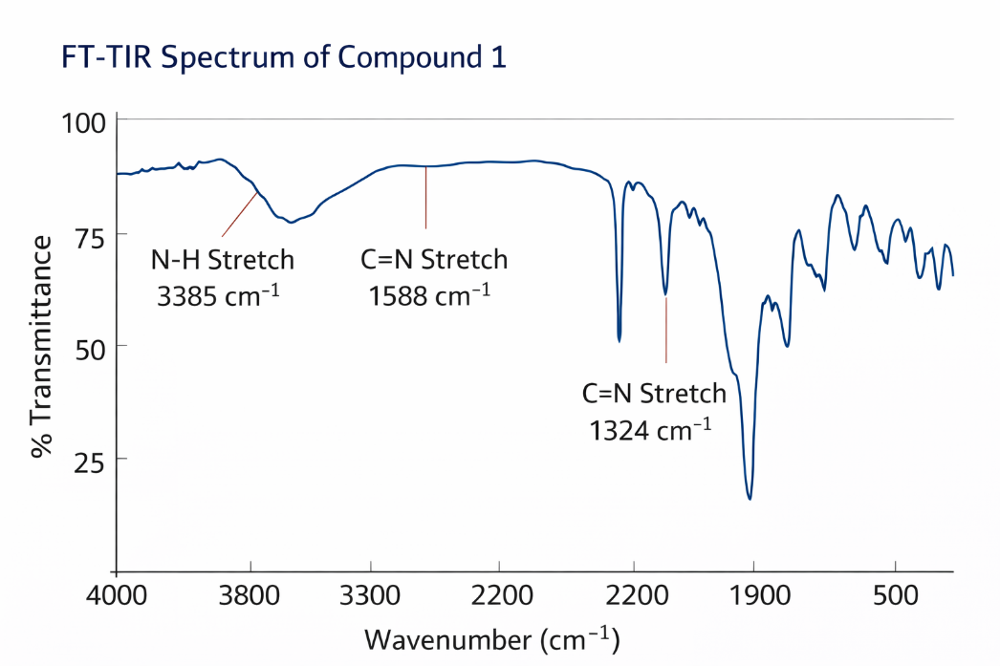 FT-TIR Spectrum of Compound 1
100
75
50
25
% Transmittance
N-H Stretch
3385 cm⁻¹
C=N Stretch
1588 cm⁻¹
C=N Stretch
1324 cm⁻¹
4000 3800 3300 2200 2200 1900 500
Wavenumber (cm⁻¹)